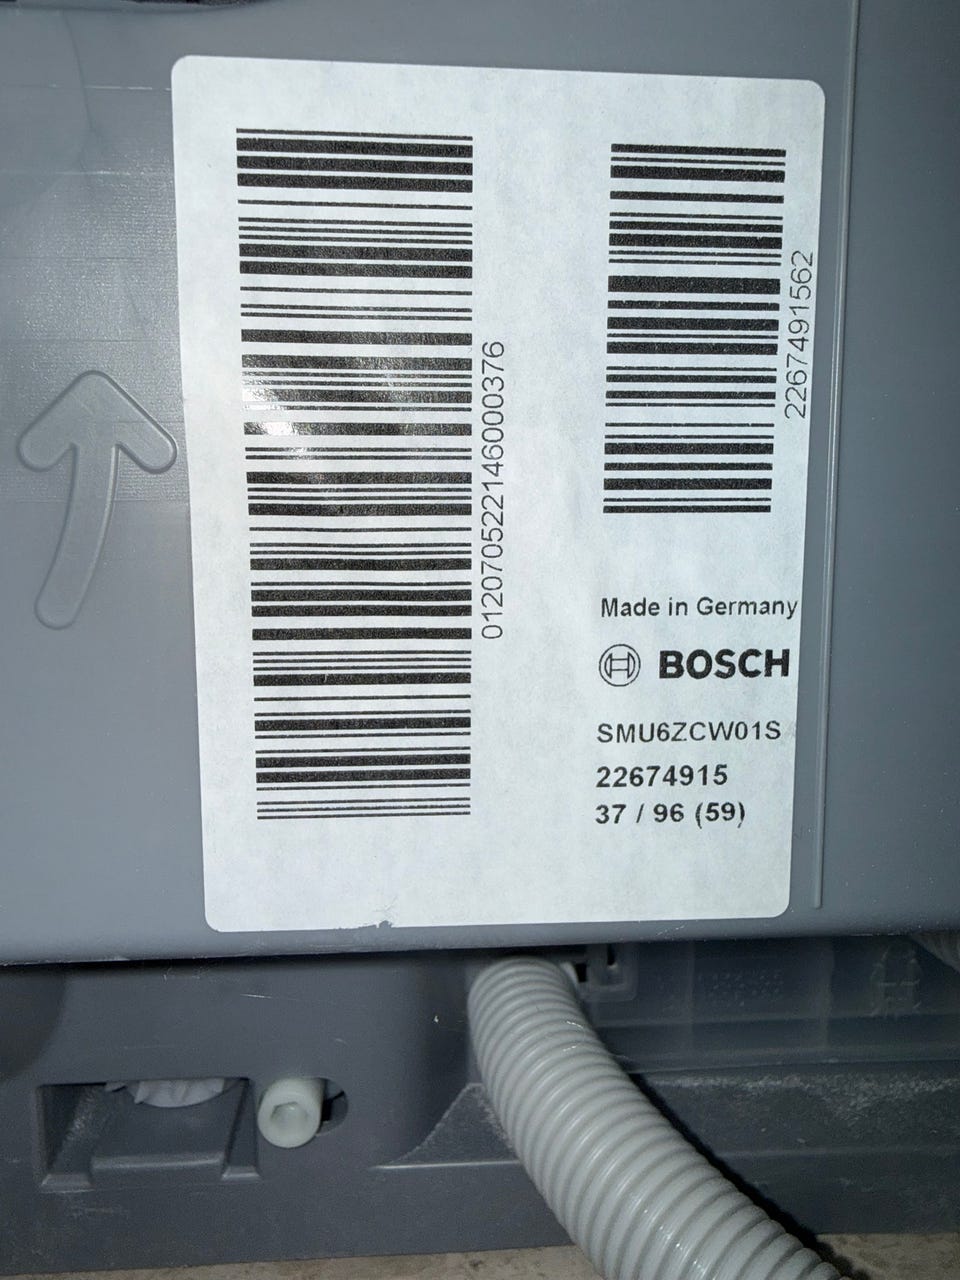 012070522146000376
2267491562
Made in Germany
BOSCH
SMU6ZCW01S
22674915
37 / 96 (59)